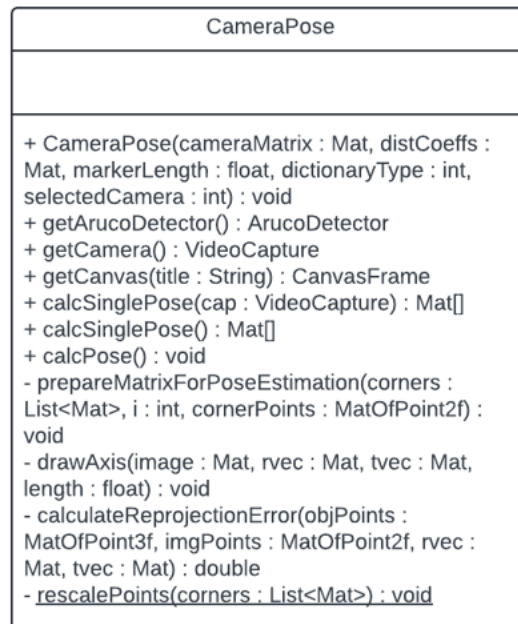 CameraPose
+ CameraPose(cameraMatrix : Mat, distCoeffs :
Mat, markerLength : float, dictionaryType : int,
selectedCamera : int) : void
+ getArucoDetector() : ArucoDetector
+ getCamera() : VideoCapture
+ getCanvas(title : String) : CanvasFrame
+ calcSinglePose(cap : VideoCapture) : Mat[]
+ calcSinglePose() : Mat[]
+ calcPose() : void
- prepareMatrixForPoseEstimation(corners :
List<Mat>, i : int, cornerPoints : MatOfPoint2f) :
void
- drawAxis(image : Mat, rvec : Mat, tvec : Mat,
length : float) : void
- calculateReprojectionError(objPoints :
MatOfPoint3f, imgPoints : MatOfPoint2f, rvec :
Mat, tvec : Mat) : double
- rescalePoints(corners : List<Mat>) : void